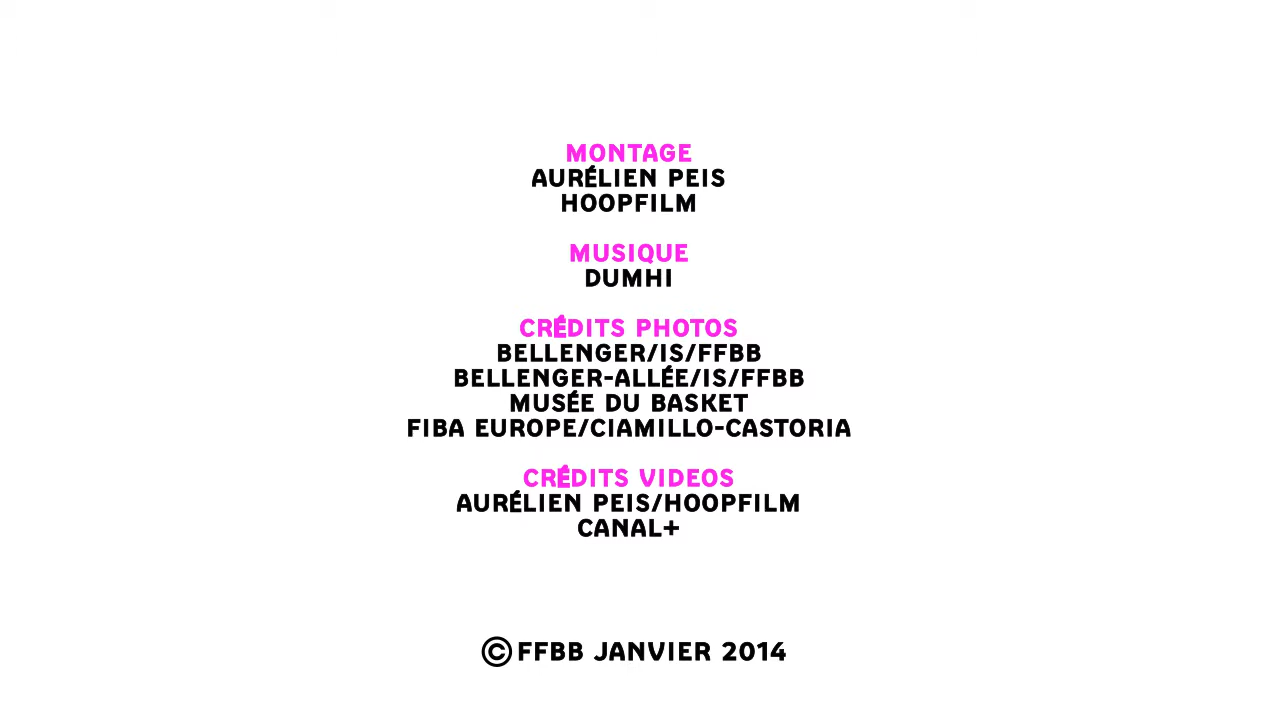 MONTAGE
AURÉLIEN PEIS
HOOPFILM
MUSIQUE
DUMHI
CRÉDITS PHOTOS
BELLENGER/IS/FFBB
BELLENGER-ALLÉE/IS/FFBB
MUSÉE DU BASKET
FIBA EUROPE/CIAMILLO-CASTORIA
CRÉDITS VIDEOS
AURÉLIEN PEIS/HOOPFILM
CANAL+
©FFBB JANVIER 2014